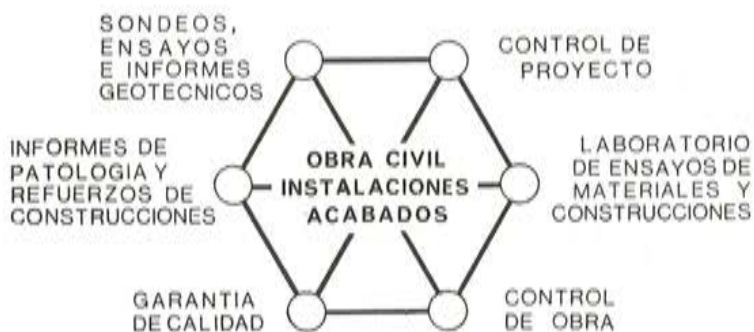 SONDEOS,
ENSAYOS
E INFORMES
GEOTECNICOS
CONTROL DE
PROYECTO
INFORMES DE
PATOLOGIA Y
REFUERZOS DE
CONSTRUCCIONES
OBRA CIVIL
INSTALACIONES
ACABADOS
LABORATORIO
DE ENSAYOS DE
MATERIALES Y
CONSTRUCCIONES
GARANTIA
DE CALIDAD
CONTROL
DE OBRA